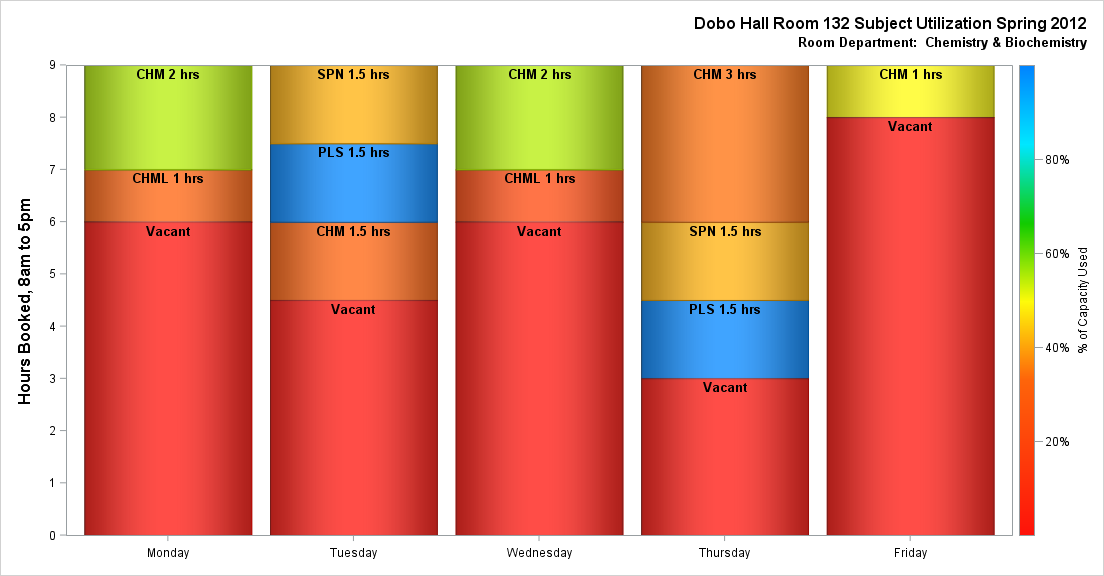 Dobo Hall Room 132 Subject Utilization Spring 2012
Room Department:  Chemistry & Biochemistry
Hours Booked, 8am to 5pm
9
8
7
6
5
4
3
2
1
0
CHM 2 hrs
CHML 1 hrs
Vacant
SPN 1.5 hrs
PLS 1.5 hrs
CHM 1.5 hrs
Vacant
CHM 2 hrs
CHML 1 hrs
Vacant
CHM 3 hrs
SPN 1.5 hrs
PLS 1.5 hrs
Vacant
CHM 1 hrs
Vacant
Monday
Tuesday
Wednesday
Thursday
Friday
80%
60%
40%
20%
% of Capacity Used